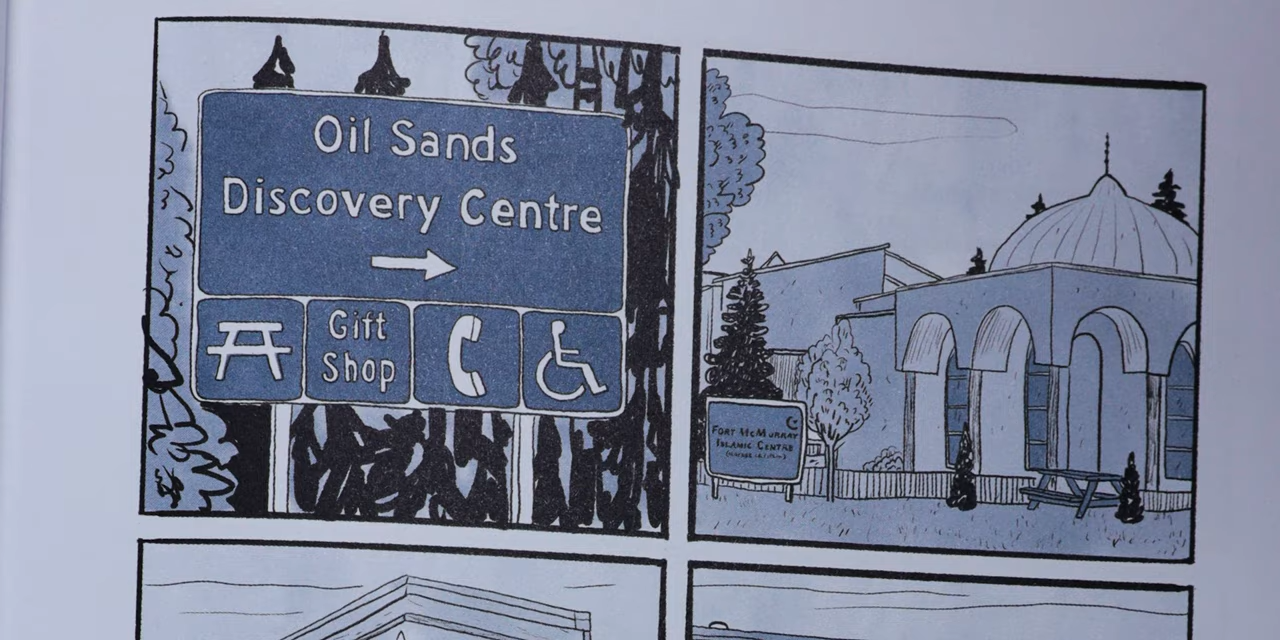 Oil Sands
Discovery Centre
Gift
Shop
FORT MCMURRAY
ISLAMIC CENTRE